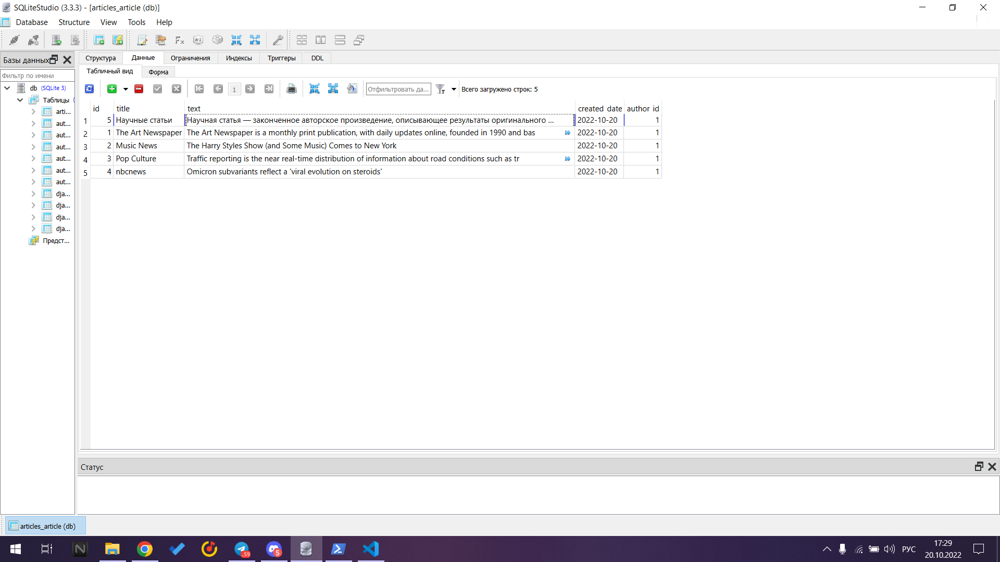 SQLiteStudio (3.3.3) - [articles_article (db)]
Database Structure View Tools Help
Базы данных
Структура Данные Ограничения Индексы Триггеры DDL
Фильтр по имени
Табличный вид Форма
1 Отфильтровать да... Всего загружено строк: 5
db (SQLite 3)
Таблицы
arti...
aut...
aut...
aut...
aut...
aut...
aut...
dja...
dja...
dja...
dja...
Предст...
id title text created_date author_id
1 5 Научные статьи Научная статья — законченное авторское произведение, описывающее результаты оригинального ... 2022-10-20 1
2 1 The Art Newspaper The Art Newspaper is a monthly print publication, with daily updates online, founded in 1990 and bas 2022-10-20 1
3 2 Music News The Harry Styles Show (and Some Music) Comes to New York 2022-10-20 1
4 3 Pop Culture Traffic reporting is the near real-time distribution of information about road conditions such as tr 2022-10-20 1
5 4 nbcnews Omicron subvariants reflect a 'viral evolution on steroids' 2022-10-20 1
Статус
articles_article (db)
..59
5
РУС
17:29
20.10.2022